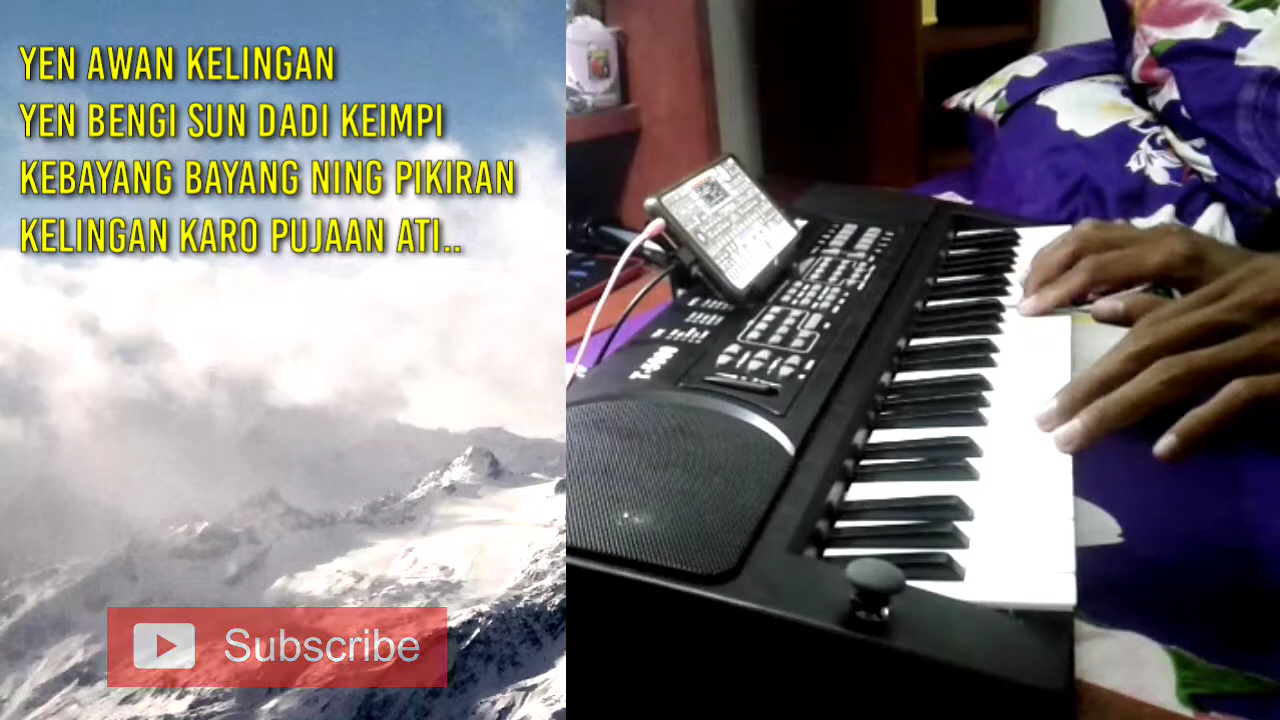 YEN AWAN KELINGAN
YEN BENGI SUN DADI KEIMPI
KEBAYANG BAYANG NING PIKIRAN
KELINGAN KARO PUJAAN ATI..
Subscribe